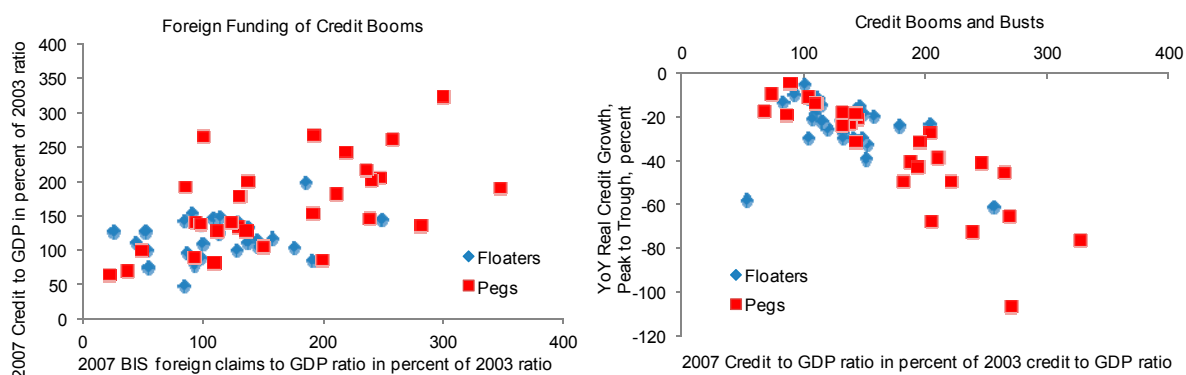 Foreign Funding of Credit Booms
2007 Credit to GDP in percent of 2003 ratio
400
350
300
250
200
150
100
50
0
0 100 200 300 400
Floaters
Pegs
2007 BIS foreign claims to GDP ratio in percent of 2003 ratio
Credit Booms and Busts
0 100 200 300 400
YoY Real Credit Growth,
Peak to Trough, percent
0
-20
-40
-60
-80
-100
-120
Floaters
Pegs
2007 Credit to GDP ratio in percent of 2003 credit to GDP ratio